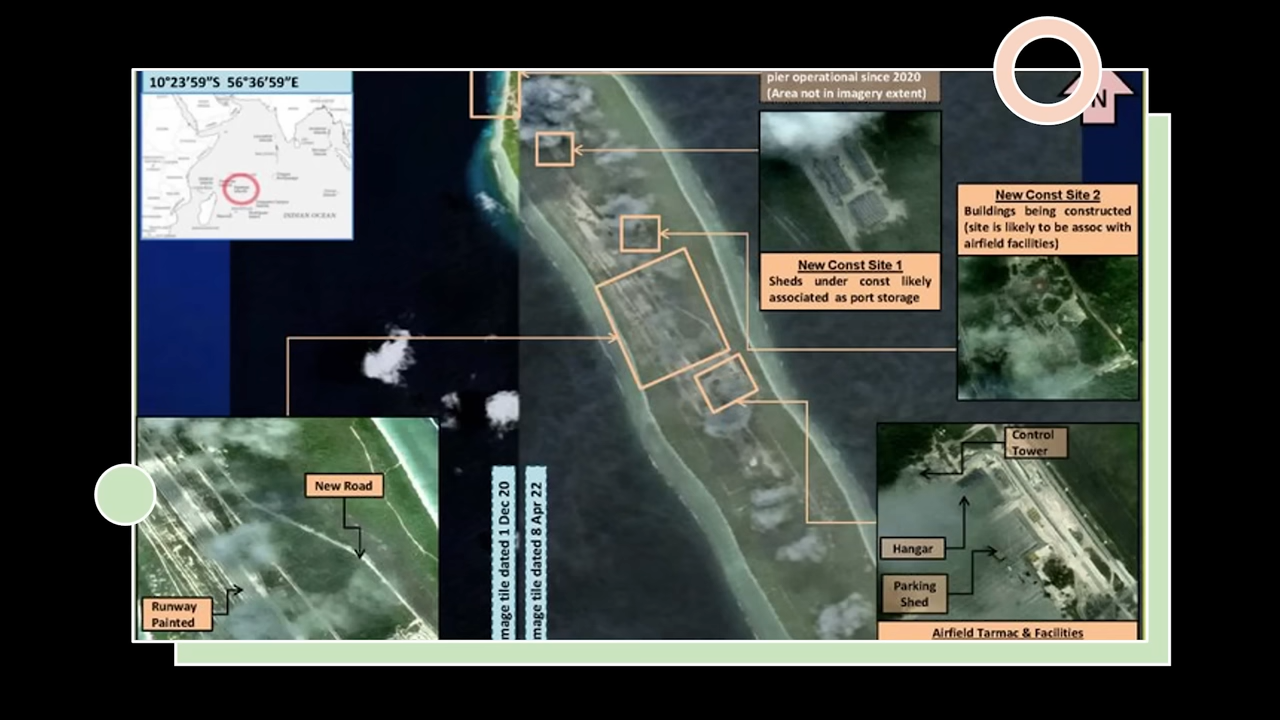 10°23'59"S 56°36'59"E
INDIAN OCEAN
pier operational since 2020
(Area not in imagery extent)
N
New Const Site 1
Sheds under const likely
associated as port storage
New Const Site 2
Buildings being constructed
(site is likely to be assoc with
airfield facilities)
New Road
Runway
Painted
mage tile dated 1 Dec 20
mage tile dated 8 Apr 22
Control
Tower
Hangar
Parking
Shed
Airfield Tarmac & Facilities